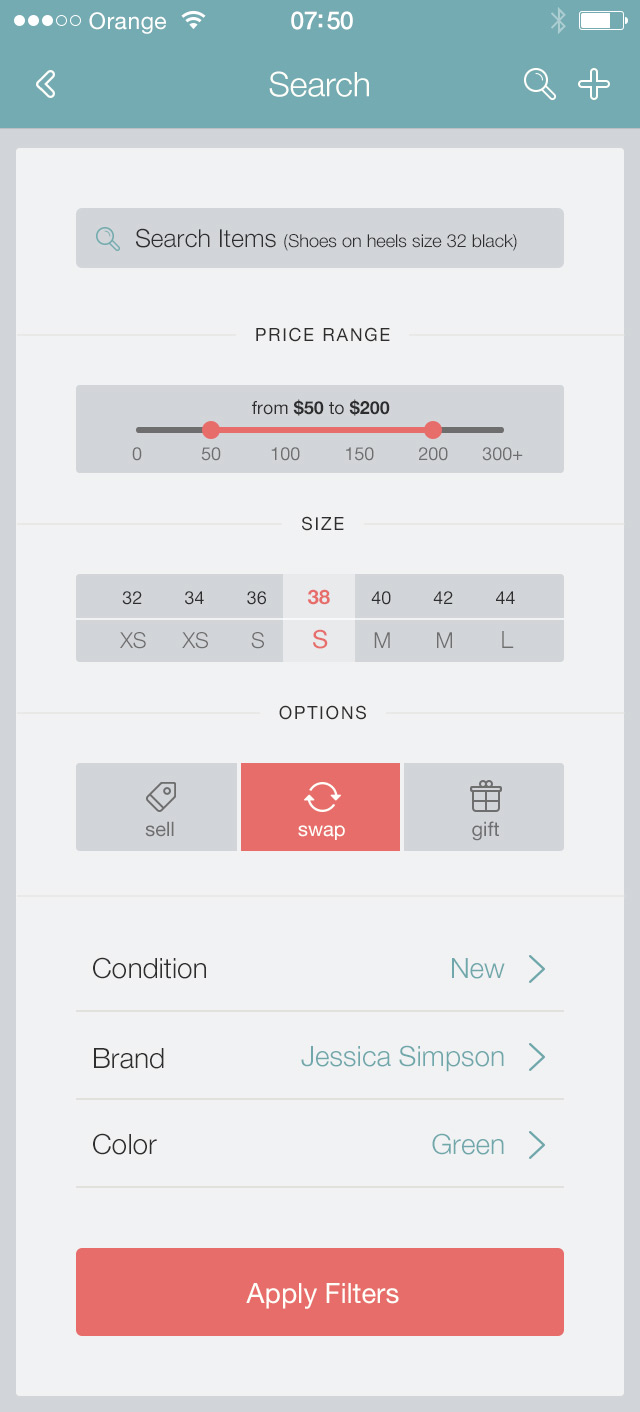 Orange 07:50
Search
Search Items (Shoes on heels size 32 black)
PRICE RANGE
from $50 to $200
0 50 100 150 200 300+
SIZE
32 34 36 38 40 42 44
XS XS S S M M L
OPTIONS
sell swap gift
Condition New
Brand Jessica Simpson
Color Green
Apply Filters